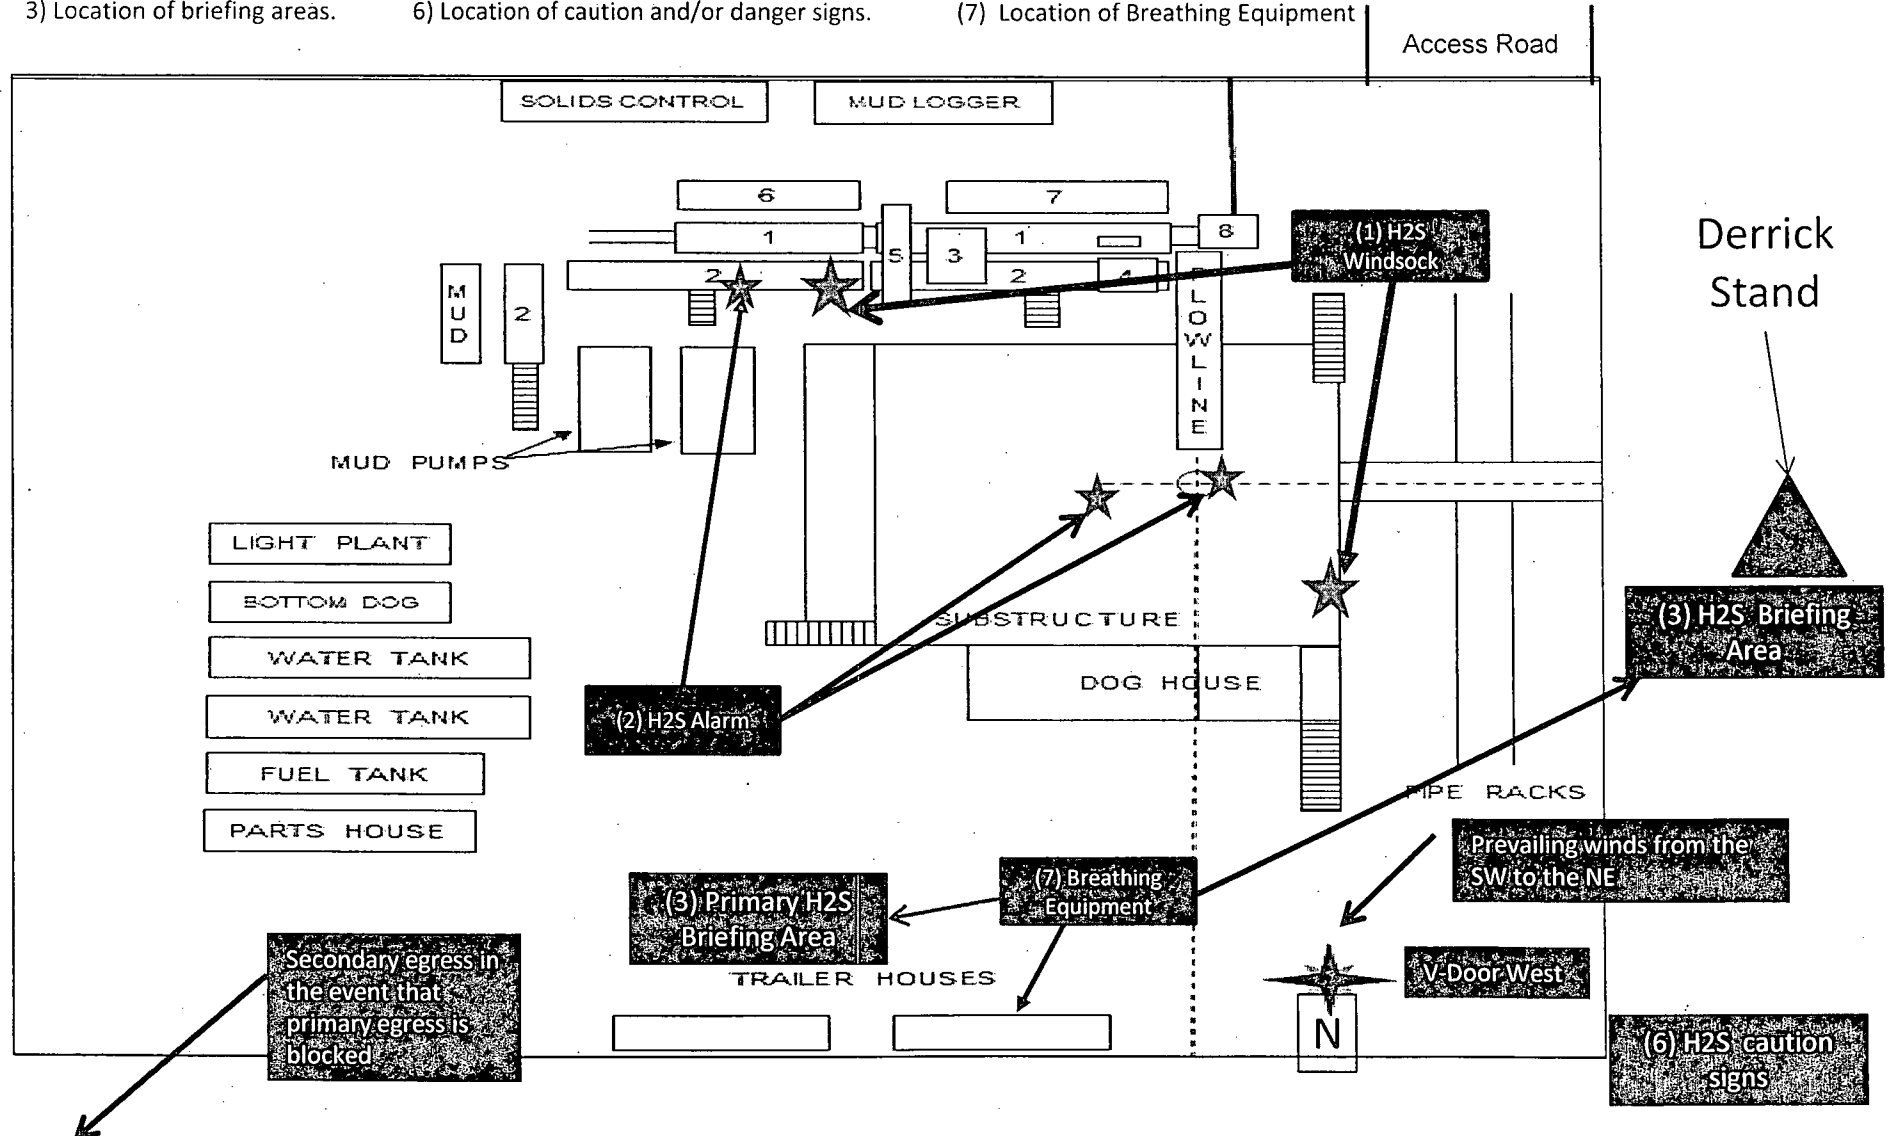 3) Location of briefing areas. 6) Location of caution and/or danger signs. (7) Location of Breathing Equipment
Access Road
SOLIDS CONTROL
MUD LOGGER
6
7
1
S
3
1
8
(1) H2S
Windsock
Derrick
Stand
2
2
4
MUD
2
FLOWLINE
MUD PUMPS
LIGHT PLANT
BOTTOM DOG
WATER TANK
WATER TANK
FUEL TANK
PARTS HOUSE
SUBSTRUCTURE
DOG HOUSE
(2) H2S Alarm
(3) H2S Briefing
Area
PIPE RACKS
Prevailing winds from the
SW to the NE
(7) Breathing
Equipment
(3) Primary H2S
Briefing Area
TRAILER HOUSES
Secondary egress in
the event that
primary egress is
blocked
V-Door West
N
(6) H2S caution
signs